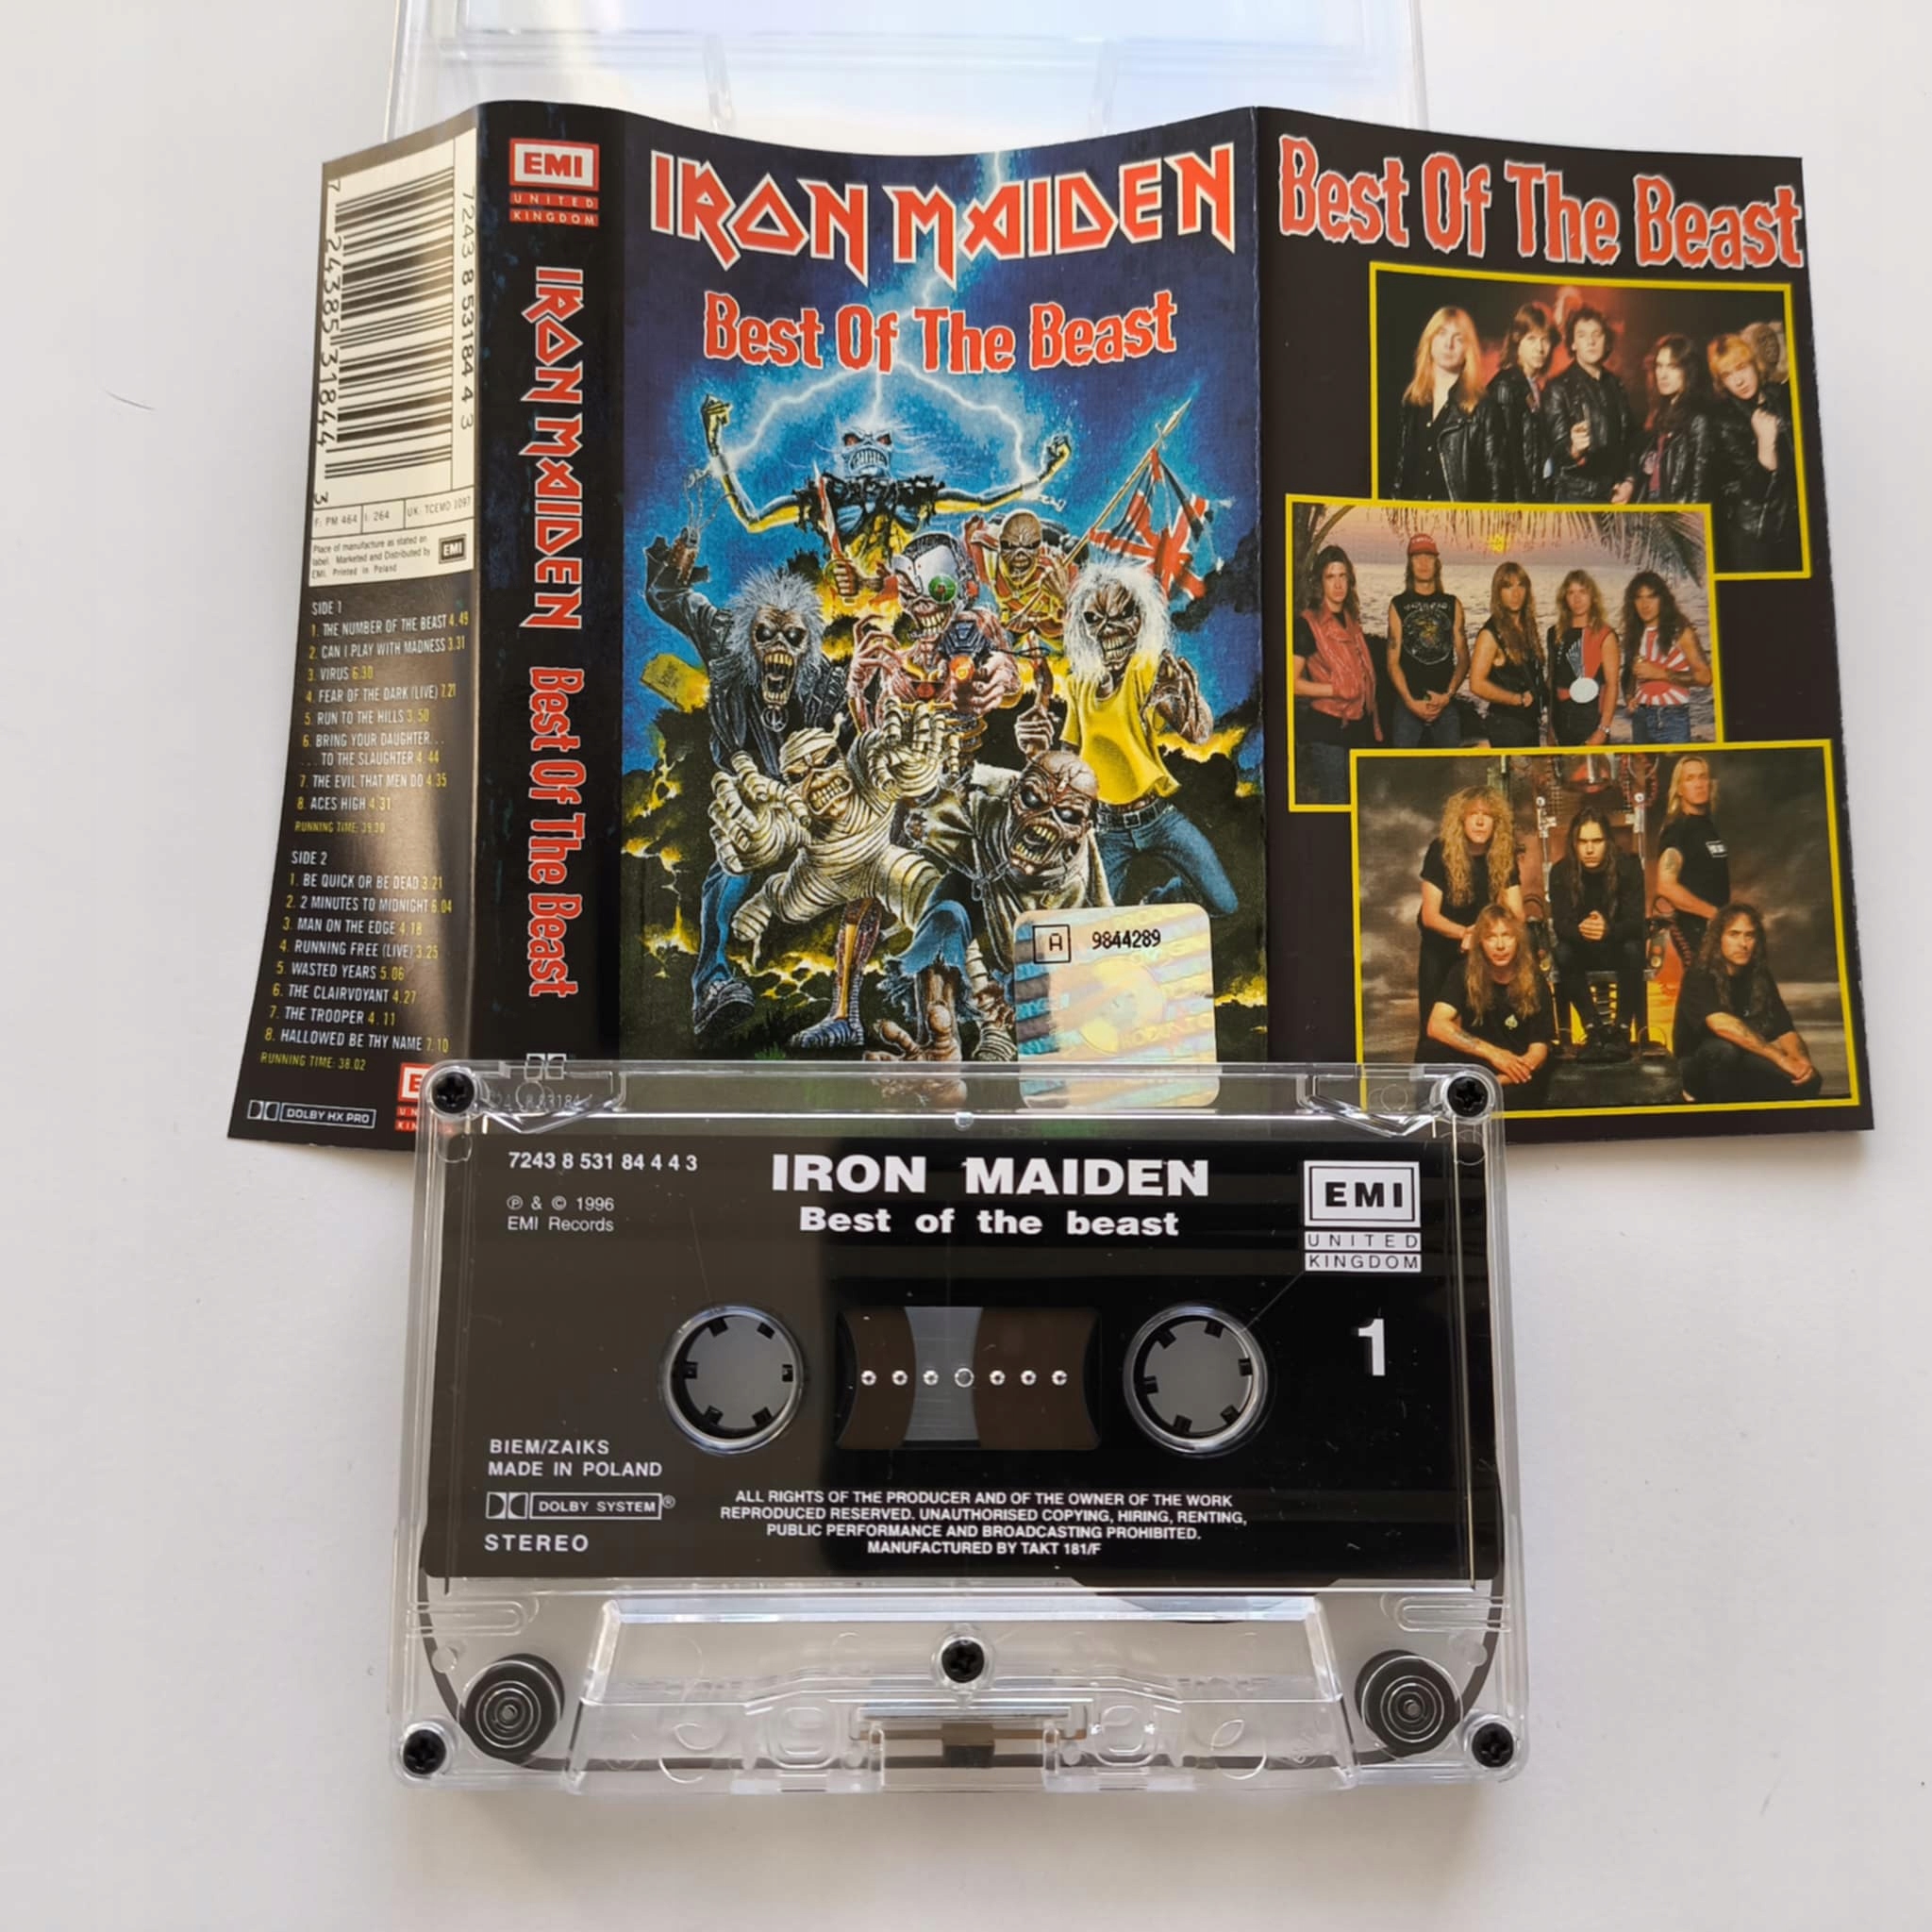 7243 8 53184 4 3
7 24385 31844 3
F: PM 464
I: 264
UK: TCEMD 1097
Place of manufacture as stated on
label. Marketed and Distributed by
EMI. Printed in Poland
EMI
SIDE 1
1. THE NUMBER OF THE BEAST 4.49
2. CAN I PLAY WITH MADNESS 3.31
3. VIRUS 6.30
4. FEAR OF THE DARK (LIVE) 7.21
5. RUN TO THE HILLS 3.50
6. BRING YOUR DAUGHTER...
... TO THE SLAUGHTER 4.44
7. THE EVIL THAT MEN DO 4.35
8. ACES HIGH 4.31
RUNNING TIME:
SIDE 2
1. BE QUICK OR BE DEAD 3.21
2. 2 MINUTES TO MIDNIGHT 6.04
3. MAN ON THE EDGE 4.18
4. RUNNING FREE (LIVE) 3.25
5. WASTED YEARS 5.06
6. THE CLAIRVOYANT 4.27
7. THE TROOPER 4.11
8. HALLOWED BE THY NAME 7.10
RUNNING TIME: 38.02
DOLBY HX PRO
EMI
UNITED
KINGDOM
IRON MAIDEN Best Of The Beast
IRON MAIDEN
Best Of The Beast
A 9844289
Best Of The Beast
7243 8 531 84 4 4 3
℗ & © 1996
EMI Records
IRON MAIDEN
Best of the beast
EMI
UNITED
KINGDOM
1
BIEM/ZAIKS
MADE IN POLAND
DOLBY SYSTEM®
STEREO
ALL RIGHTS OF THE PRODUCER AND OF THE OWNER OF THE WORK
REPRODUCED RESERVED. UNAUTHORISED COPYING, HIRING, RENTING,
PUBLIC PERFORMANCE AND BROADCASTING PROHIBITED.
MANUFACTURED BY TAKT 181/F